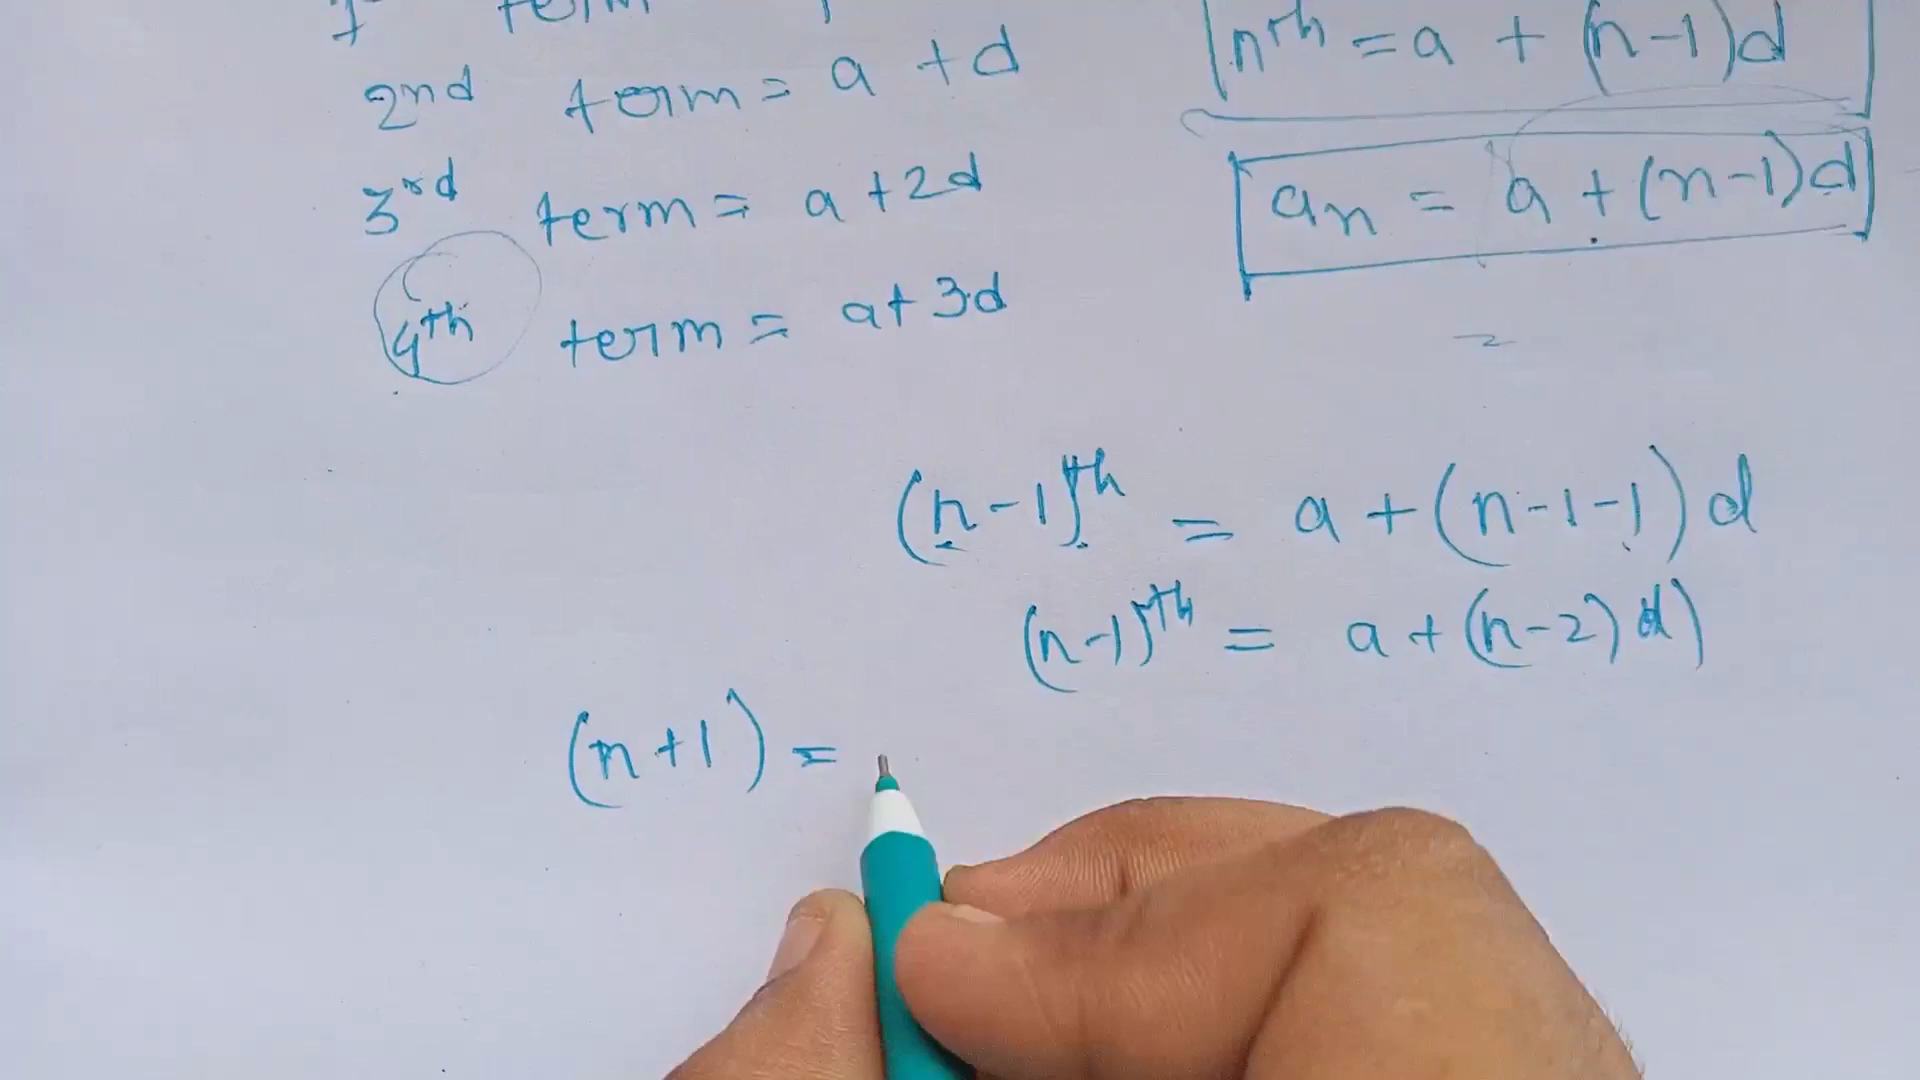 term
2nd term = a + d
3rd term = a + 2d
4th term = a + 3d
nth = a + (n-1)d
an = a + (n-1)d
=
(n-1)th = a + (n-1-1) d
(n-1)th = a + (n-2) d)
(n+1) =